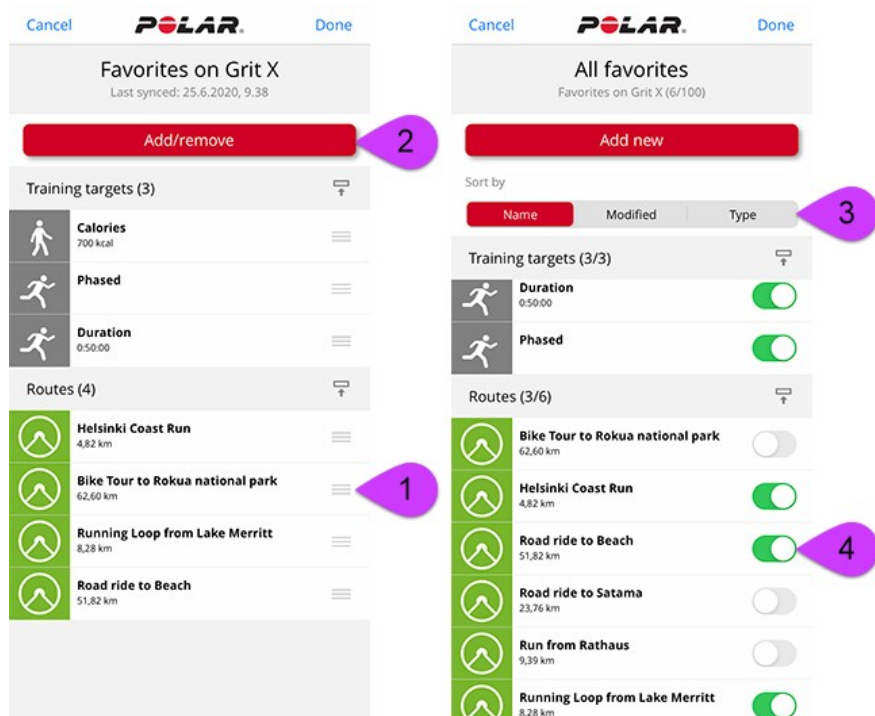 Cancel
POLAR.
Done
Favorites on Grit X
Last synced: 25.6.2020, 9.38
Add/remove
2
Training targets (3)
Calories
700 kcal
Phased
Duration
0:50:00
Routes (4)
Helsinki Coast Run
4,82 km
Bike Tour to Rokua national park
62,60 km
1
Running Loop from Lake Merritt
8,28 km
Road ride to Beach
51,82 km
Cancel
POLAR.
Done
All favorites
Favorites on Grit X (6/100)
Add new
Sort by
Name
Modified
Type
3
Training targets (3/3)
Duration
0:50:00
Phased
Routes (3/6)
Bike Tour to Rokua national park
62,60 km
Helsinki Coast Run
4,82 km
Road ride to Beach
51,82 km
4
Road ride to Satama
23,76 km
Run from Rathaus
9,39 km
Running Loop from Lake Merritt
8,28 km